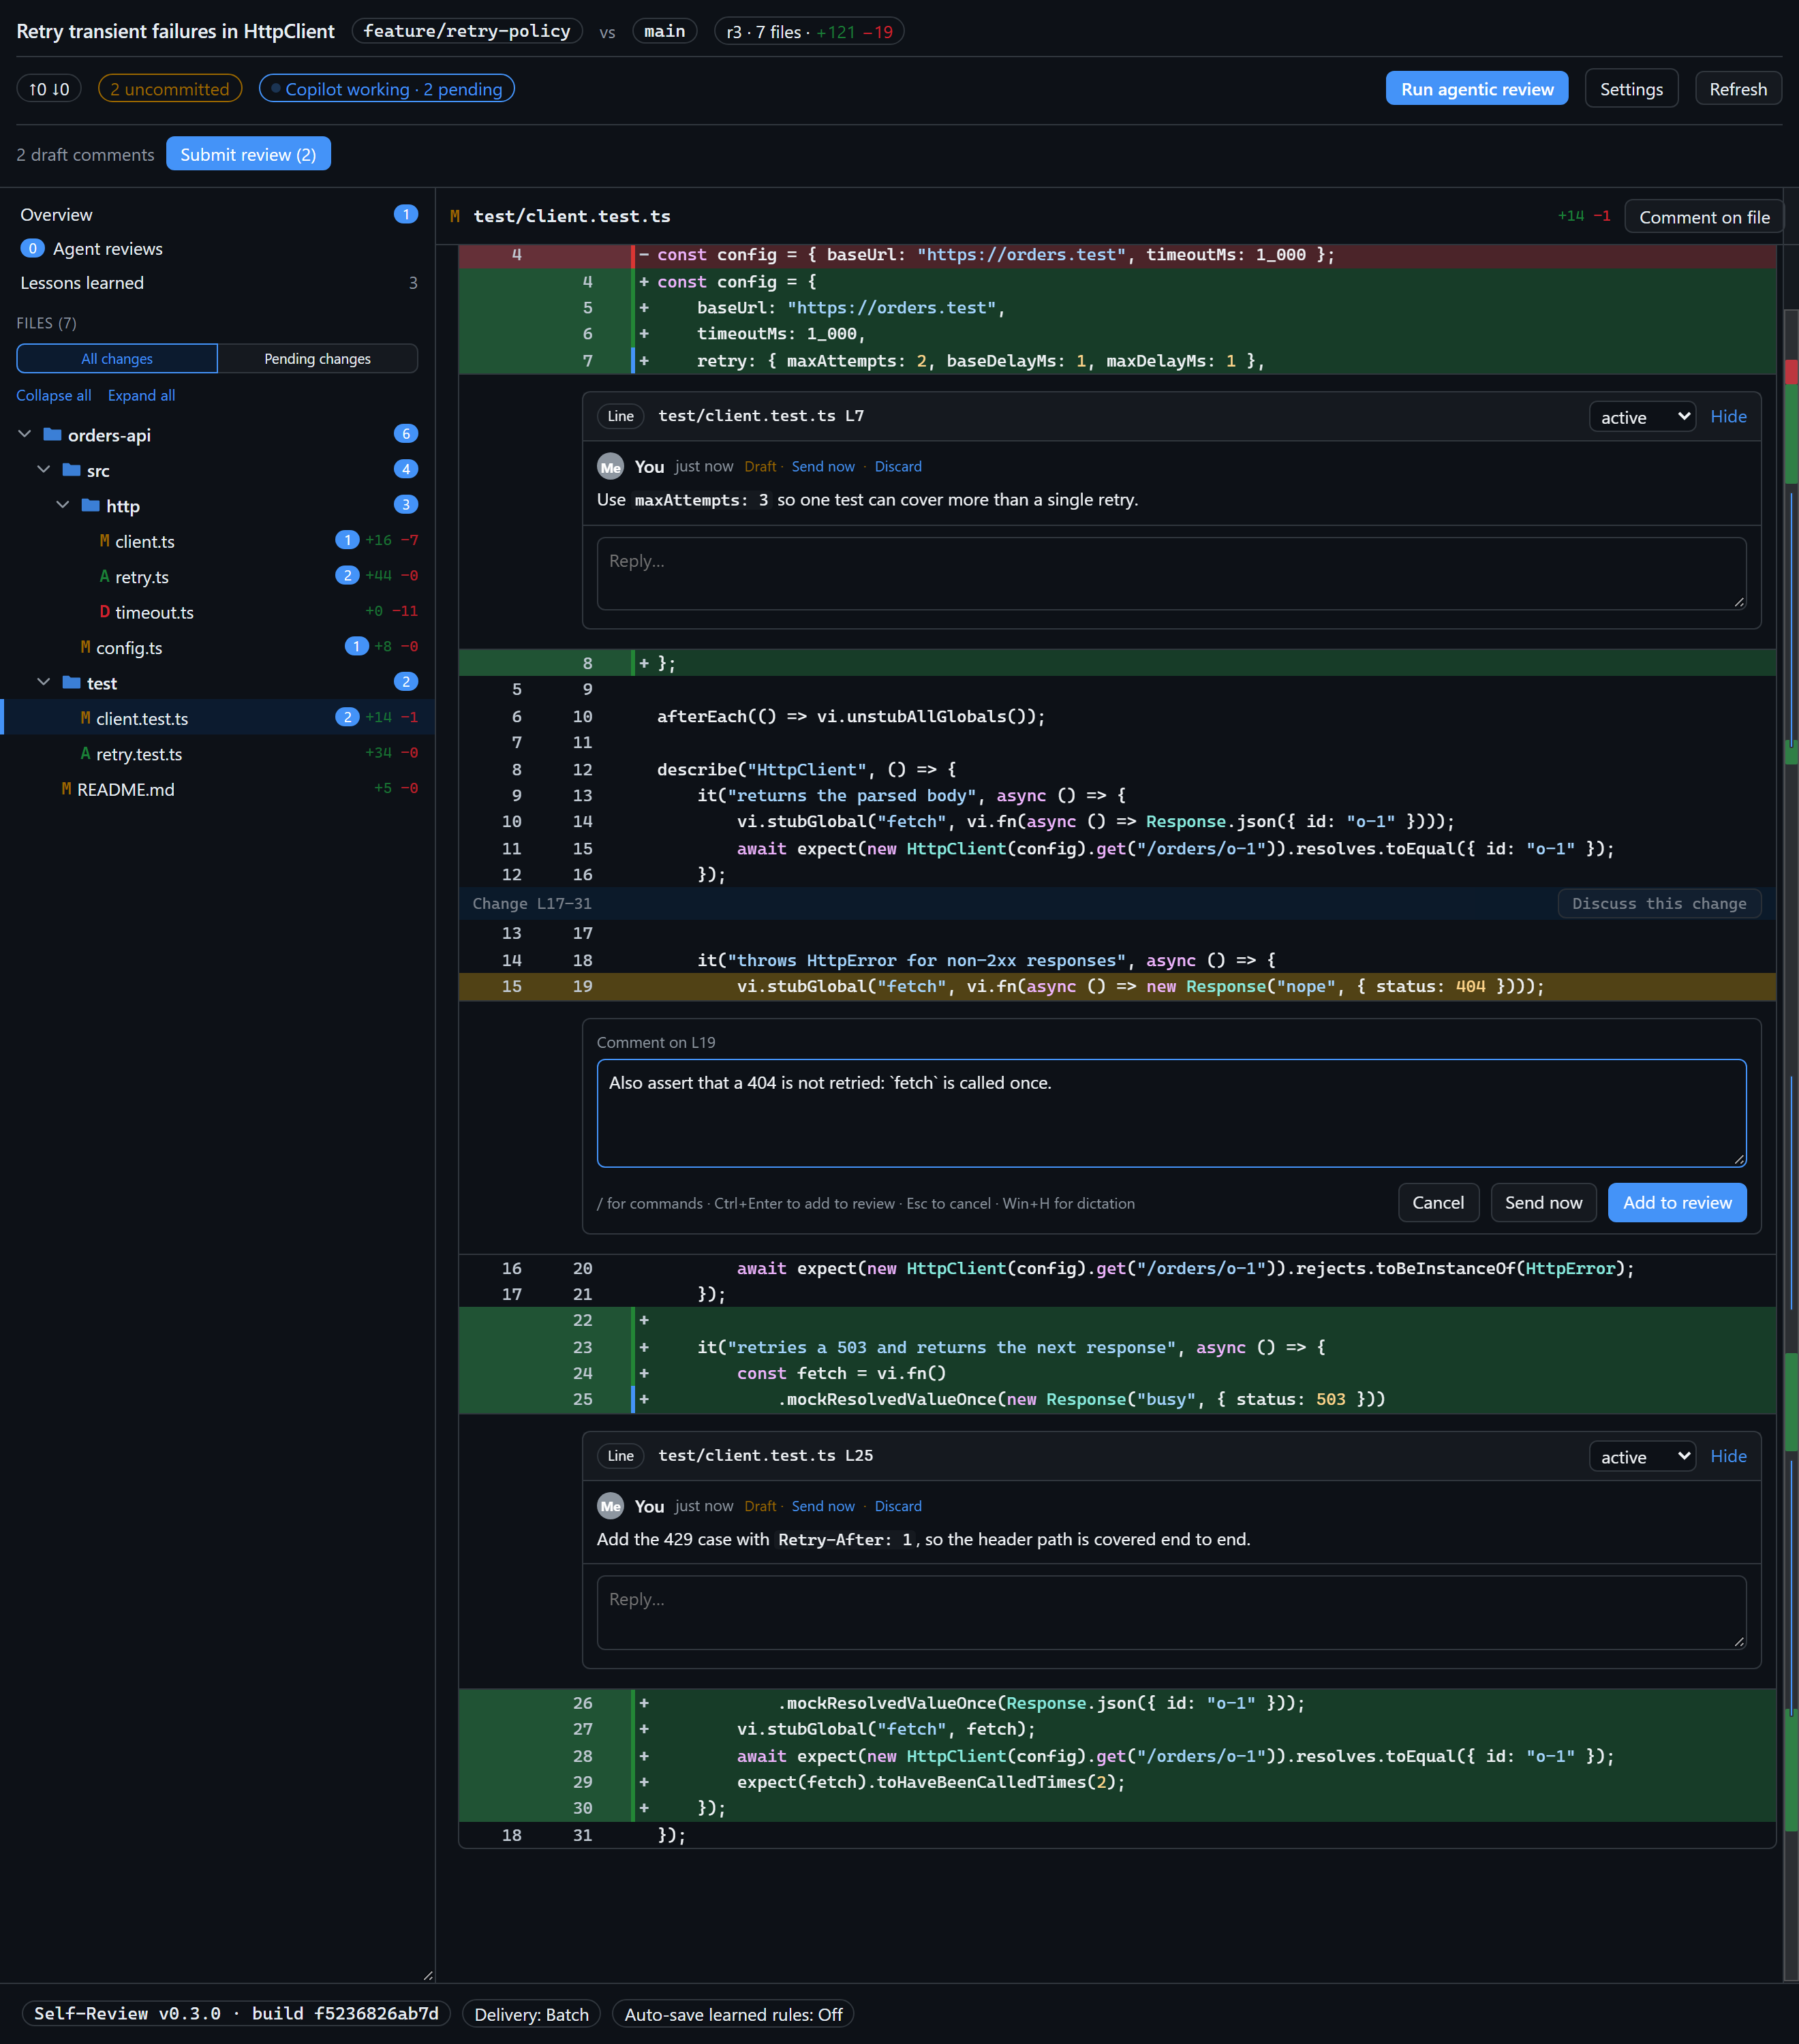 Retry transient failures in HttpClient feature/retry-policy vs main r3 · 7 files · +121 −19
↑0 ↓0 2 uncommitted Copilot working · 2 pending Run agentic review Settings Refresh
2 draft comments Submit review (2)
Overview 1
0 Agent reviews
Lessons learned 3
FILES (7)
All changes Pending changes
Collapse all Expand all
orders-api 6
src 4
http 3
M client.ts 1 +16 −7
A retry.ts 2 +44 −0
D timeout.ts +0 −11
M config.ts 1 +8 −0
test 2
M client.test.ts 2 +14 −1
A retry.test.ts +34 −0
M README.md +5 −0
M test/client.test.ts +14 −1 Comment on file
4 − const config = { baseUrl: "https://orders.test", timeoutMs: 1_000 };
4 + const config = {
5 + baseUrl: "https://orders.test",
6 + timeoutMs: 1_000,
7 + retry: { maxAttempts: 2, baseDelayMs: 1, maxDelayMs: 1 },
Line test/client.test.ts L7 active Hide
Me You just now Draft · Send now · Discard
Use maxAttempts: 3 so one test can cover more than a single retry.
Reply...
8 + };
5 9
6 10 afterEach(() => vi.unstubAllGlobals());
7 11
8 12 describe("HttpClient", () => {
9 13 it("returns the parsed body", async () => {
10 14 vi.stubGlobal("fetch", vi.fn(async () => Response.json({ id: "o-1" })));
11 15 await expect(new HttpClient(config).get("/orders/o-1")).resolves.toEqual({ id: "o-1" });
12 16 });
Change L17–31 Discuss this change
13 17
14 18 it("throws HttpError for non-2xx responses", async () => {
15 19 vi.stubGlobal("fetch", vi.fn(async () => new Response("nope", { status: 404 })));
Comment on L19
Also assert that a 404 is not retried: `fetch` is called once.
/ for commands · Ctrl+Enter to add to review · Esc to cancel · Win+H for dictation Cancel Send now Add to review
16 20 await expect(new HttpClient(config).get("/orders/o-1")).rejects.toBeInstanceOf(HttpError);
17 21 });
22 +
23 + it("retries a 503 and returns the next response", async () => {
24 + const fetch = vi.fn()
25 + .mockResolvedValueOnce(new Response("busy", { status: 503 }))
Line test/client.test.ts L25 active Hide
Me You just now Draft · Send now · Discard
Add the 429 case with Retry-After: 1, so the header path is covered end to end.
Reply...
26 + .mockResolvedValueOnce(Response.json({ id: "o-1" }));
27 + vi.stubGlobal("fetch", fetch);
28 + await expect(new HttpClient(config).get("/orders/o-1")).resolves.toEqual({ id: "o-1" });
29 + expect(fetch).toHaveBeenCalledTimes(2);
30 + });
18 31 });
Self-Review v0.3.0 · build f5236826ab7d Delivery: Batch Auto-save learned rules: Off